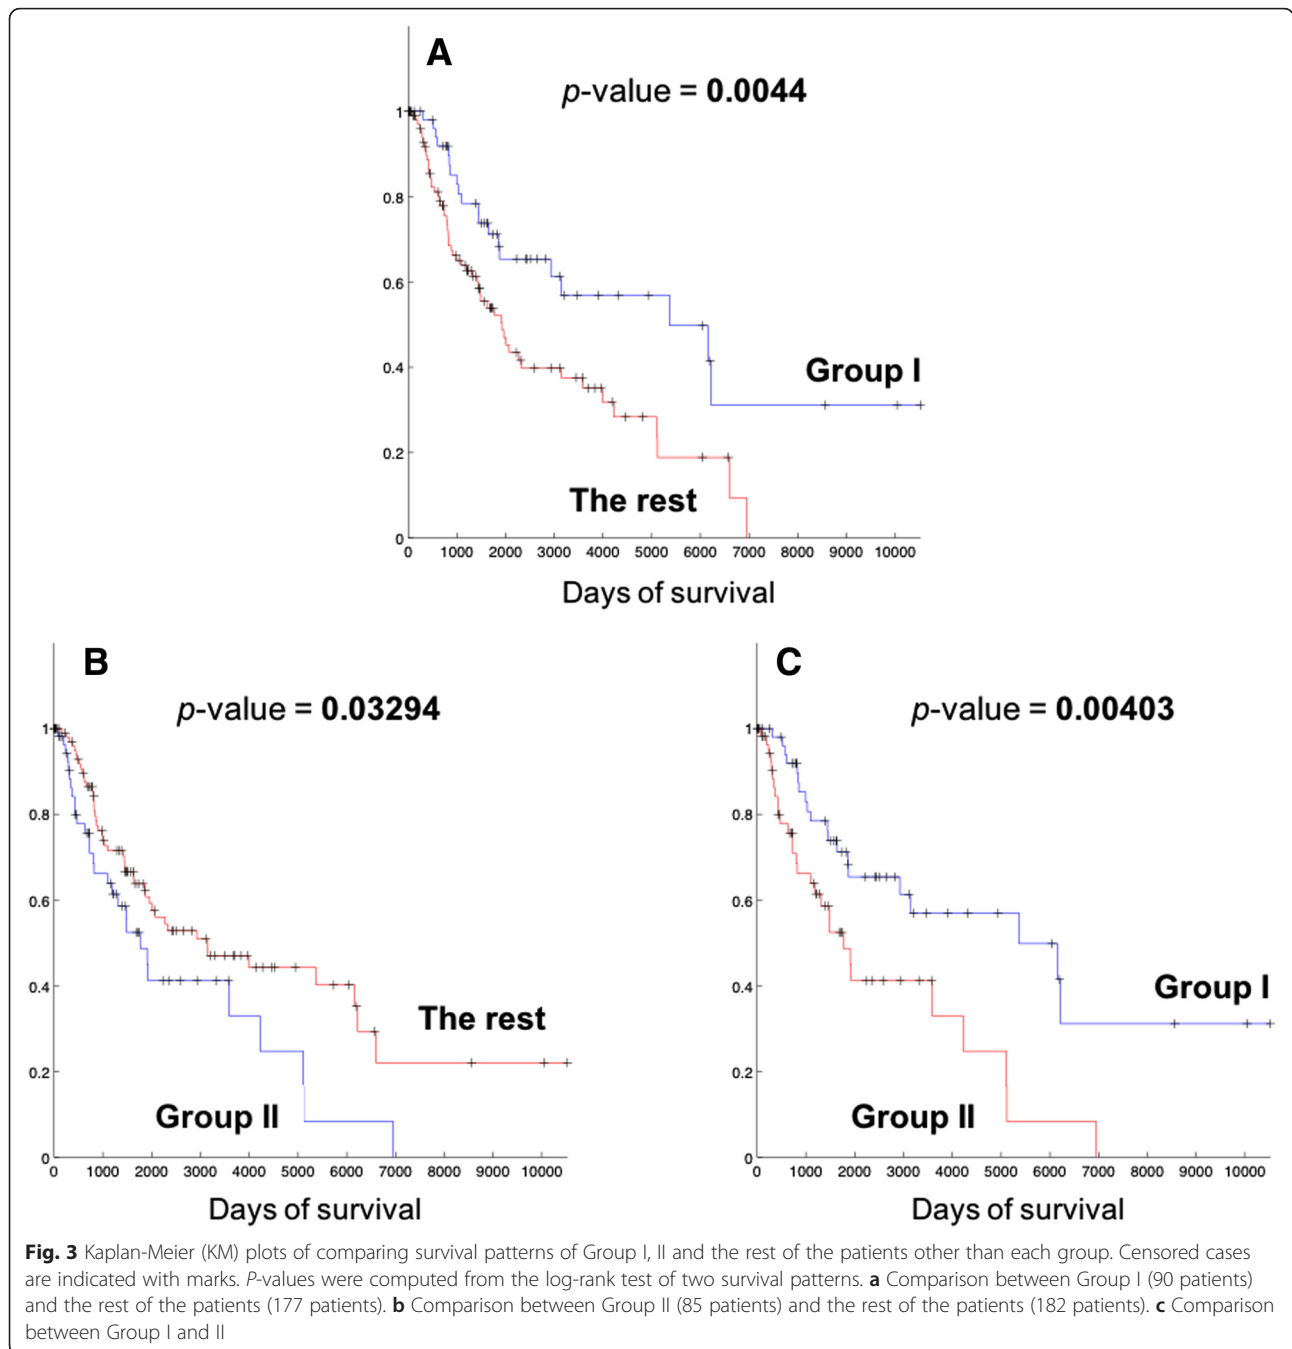 A
p-value = 0.0044
1
0.8
0.6
0.4
0.2
0
Group I
The rest
0 1000 2000 3000 4000 5000 6000 7000 8000 9000 10000
Days of survival
B
p-value = 0.03294
1
0.8
0.6
0.4
0.2
0
The rest
Group II
0 1000 2000 3000 4000 5000 6000 7000 8000 9000 10000
Days of survival
C
p-value = 0.00403
1
0.8
0.6
0.4
0.2
0
Group I
Group II
0 1000 2000 3000 4000 5000 6000 7000 8000 9000 10000
Days of survival
Fig. 3 Kaplan-Meier (KM) plots of comparing survival patterns of Group I, II and the rest of the patients other than each group. Censored cases
are indicated with marks. P-values were computed from the log-rank test of two survival patterns. a Comparison between Group I (90 patients)
and the rest of the patients (177 patients). b Comparison between Group II (85 patients) and the rest of the patients (182 patients). c Comparison
between Group I and II